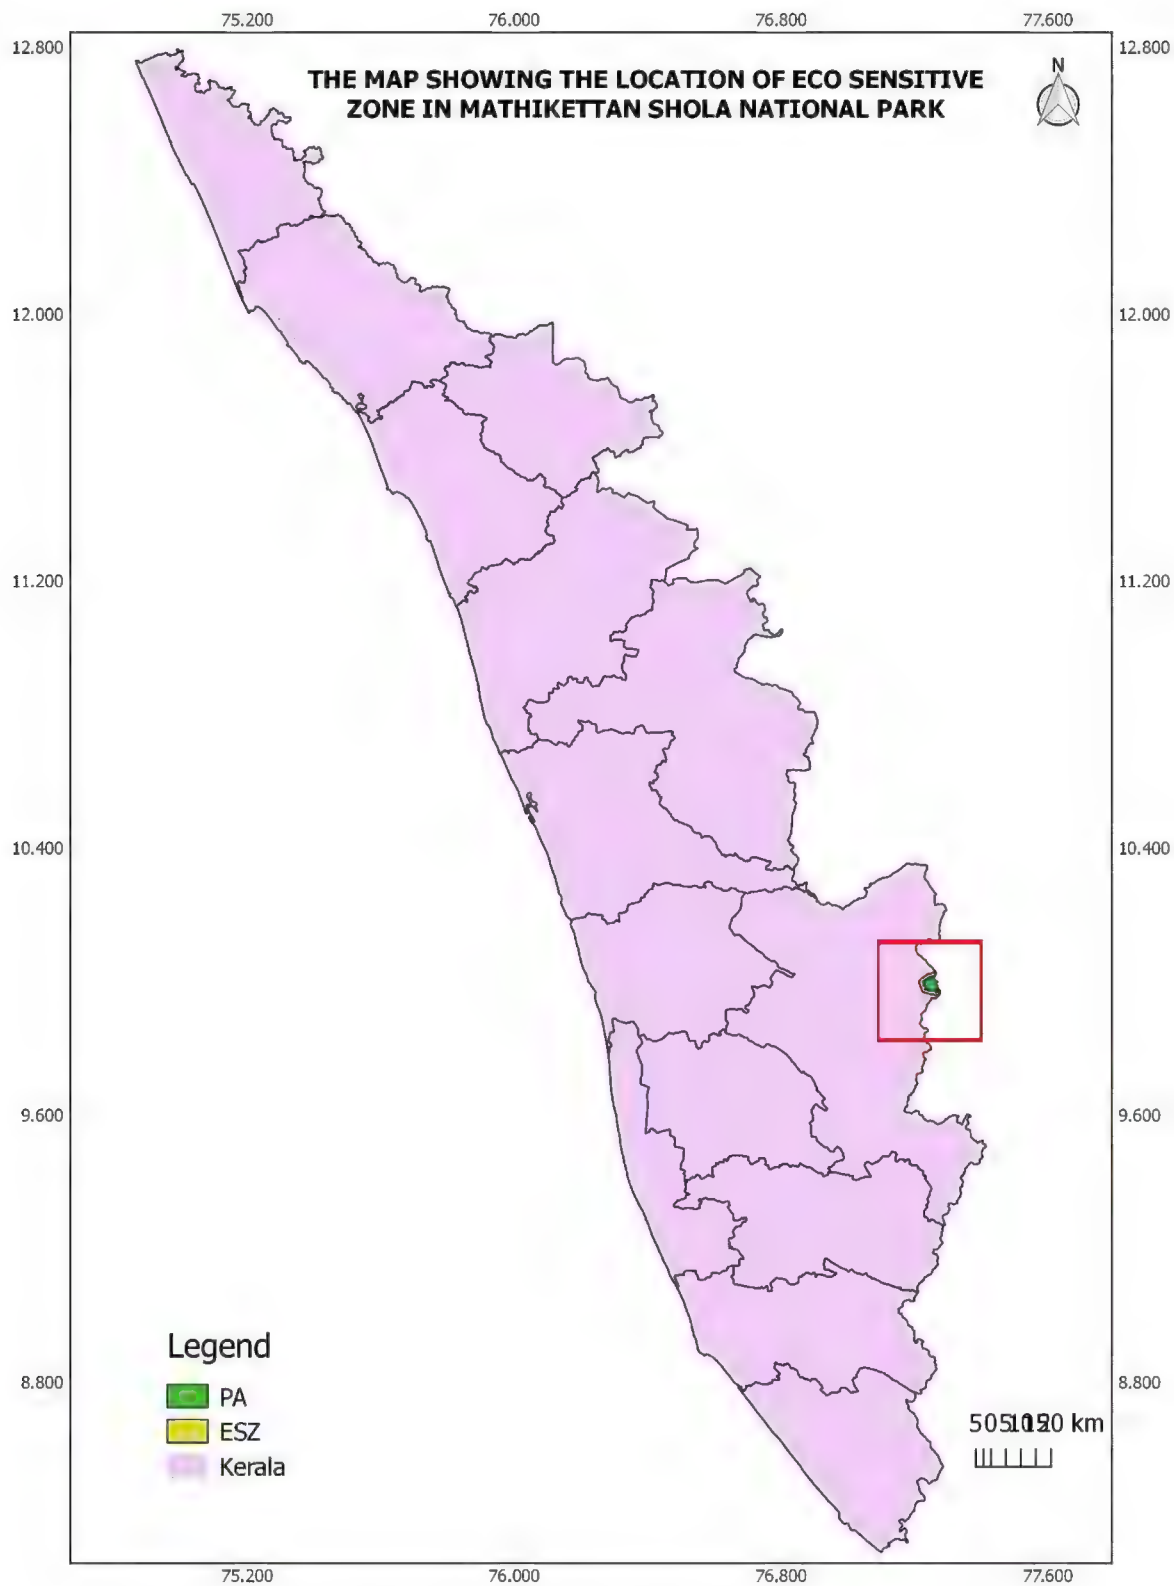 75.200 76.000 76.800 77.600
12.800 12.800
THE MAP SHOWING THE LOCATION OF ECO SENSITIVE
ZONE IN MATHIKETTAN SHOLA NATIONAL PARK
N
12.000 12.000
11.200 11.200
10.400 10.400
9.600 9.600
Legend
PA
ESZ
Kerala
8.800 8.800
km
75.200 76.000 76.800 77.600